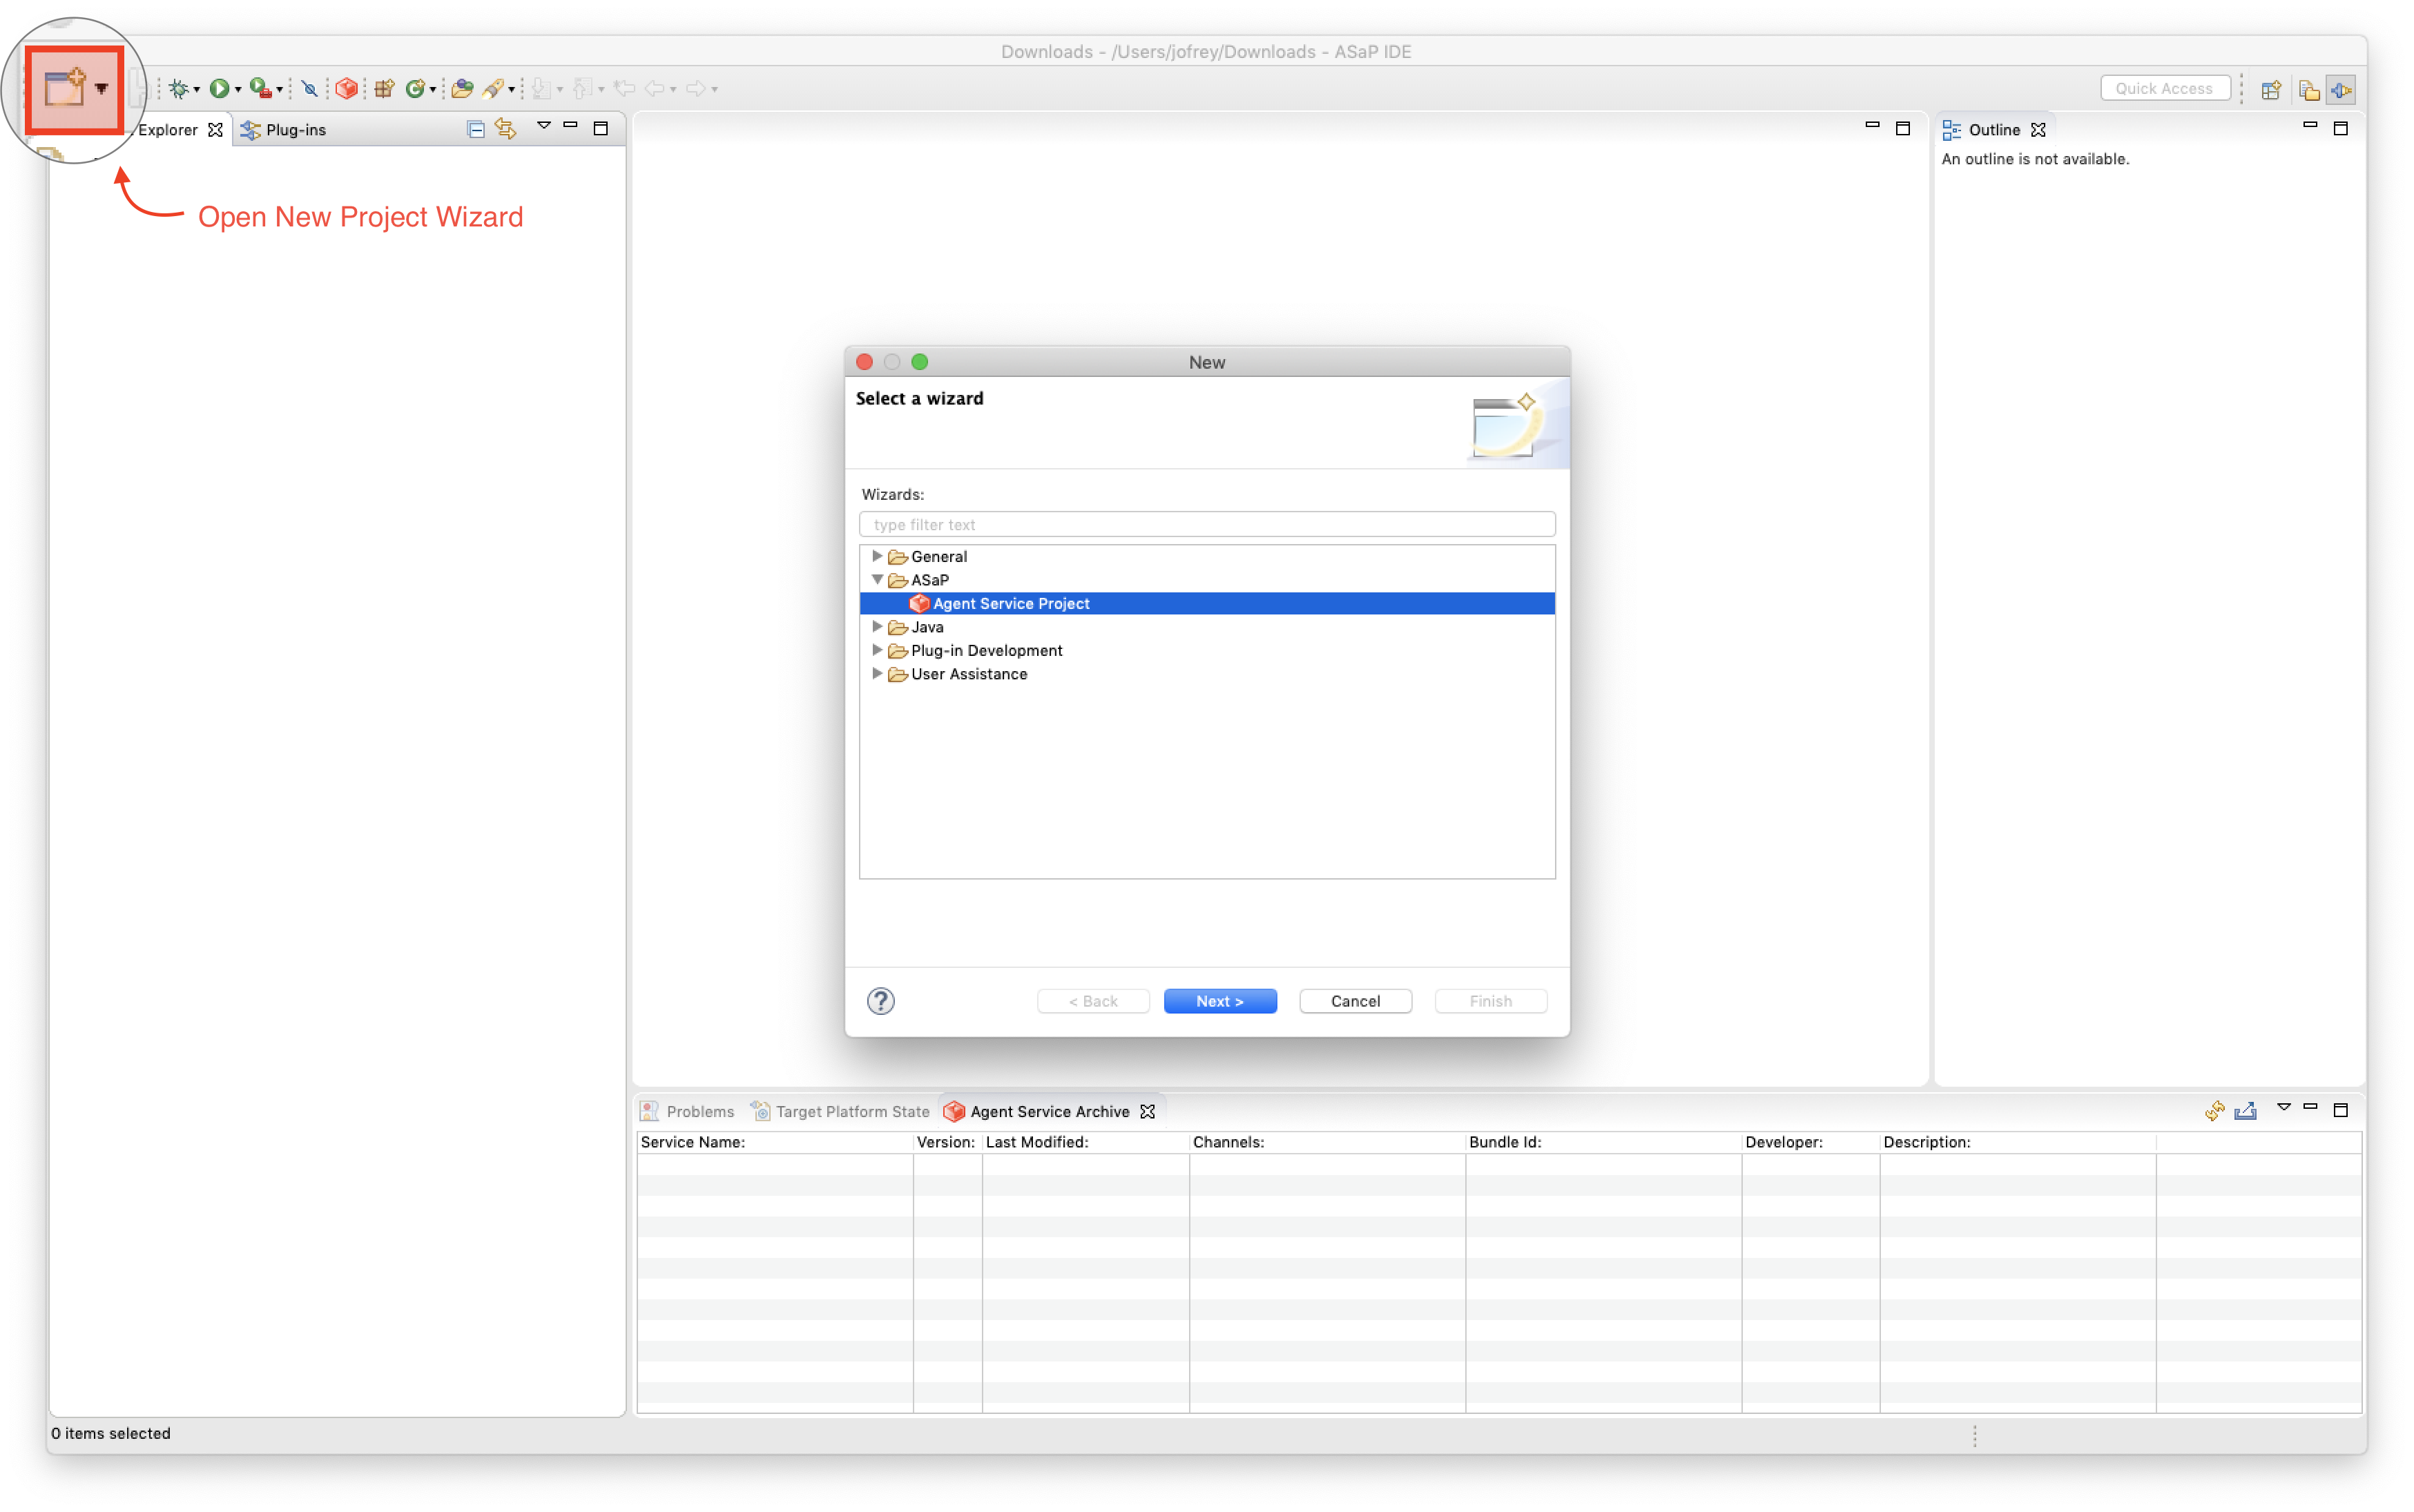 Downloads - /Users/jofrey/Downloads - ASaP IDE
Quick Access
Explorer
Plug-ins
Outline
An outline is not available.
Open New Project Wizard
New
Select a wizard
Wizards:
type filter text
General
ASaP
Agent Service Project
Java
Plug-in Development
User Assistance
?
< Back
Next >
Cancel
Finish
Problems
Target Platform State
Agent Service Archive
Service Name: Version: Last Modified: Channels: Bundle Id: Developer: Description:
0 items selected